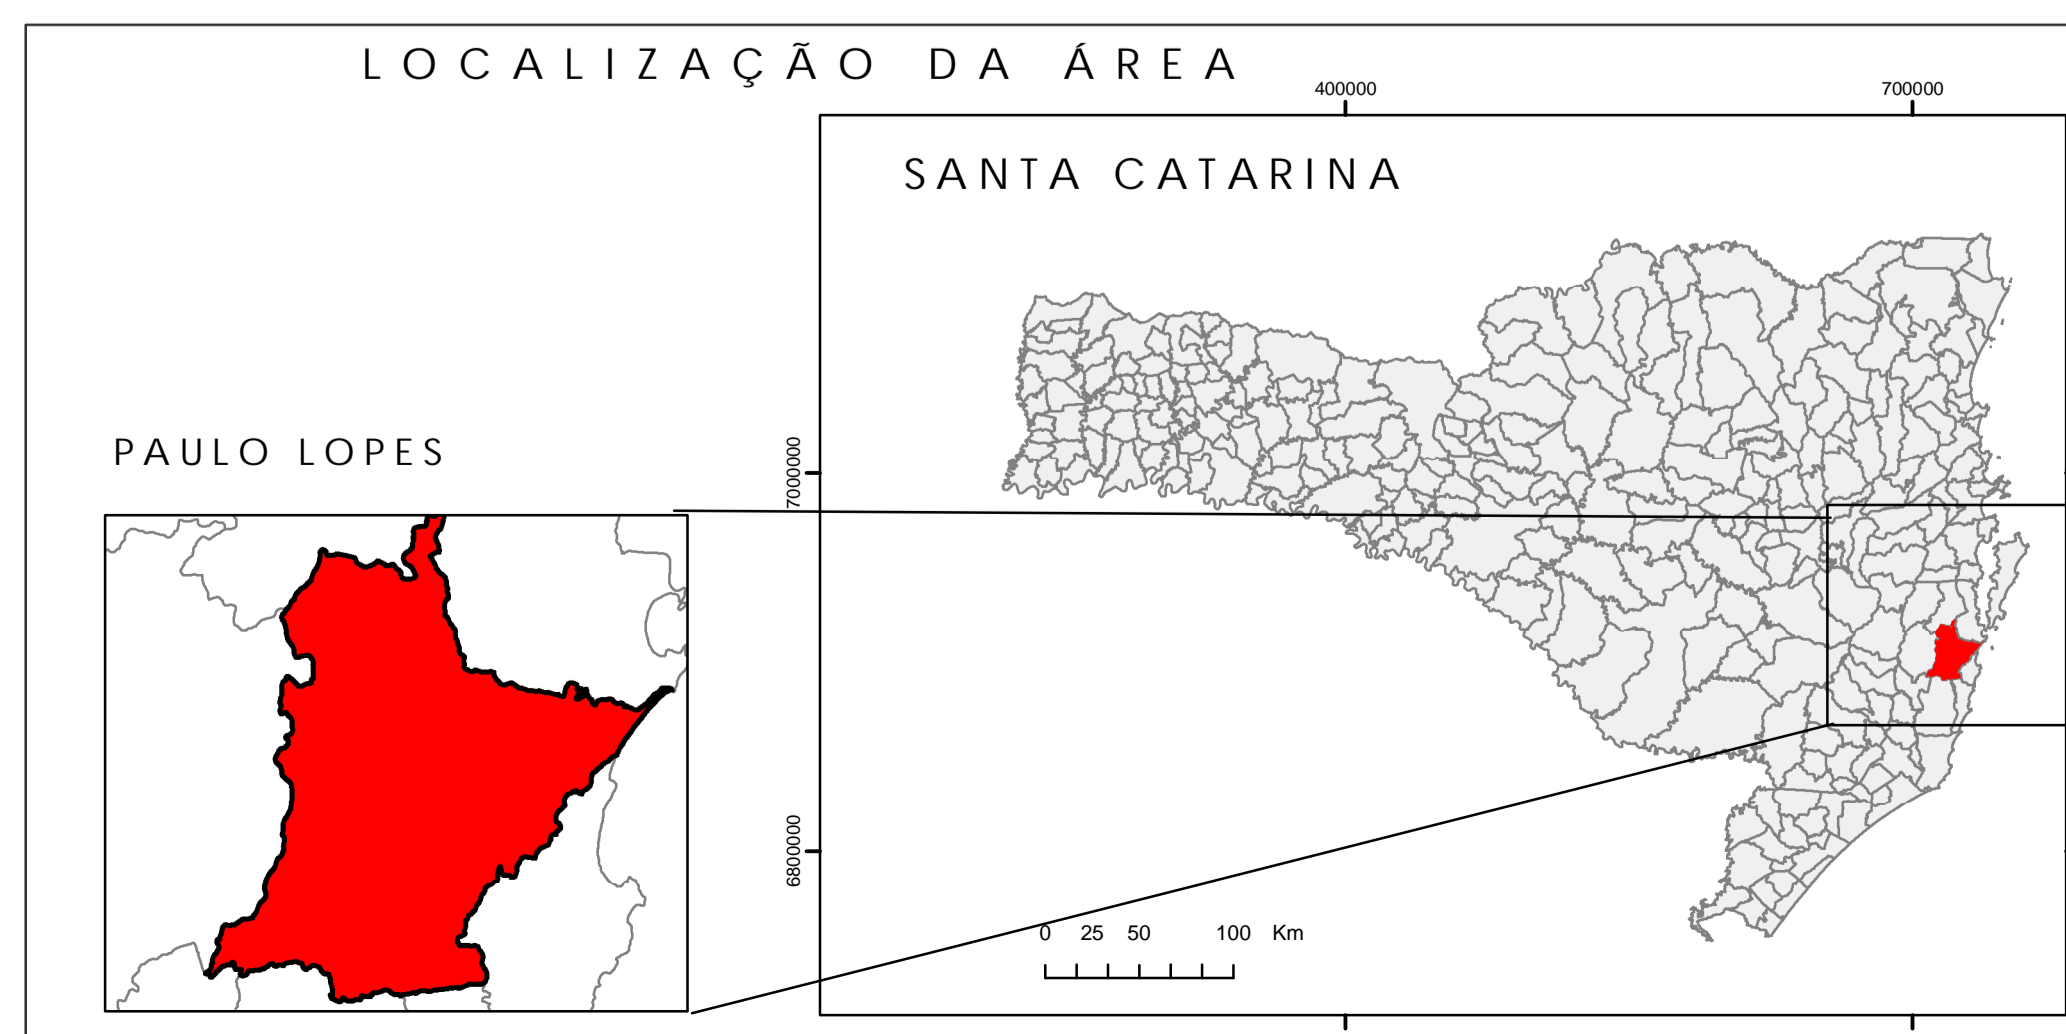 LOCALIZAÇÃO DA ÁREA
400000 700000
SANTA CATARINA
PAULO LOPES
7000000
6800000
0 25 50 100 Km